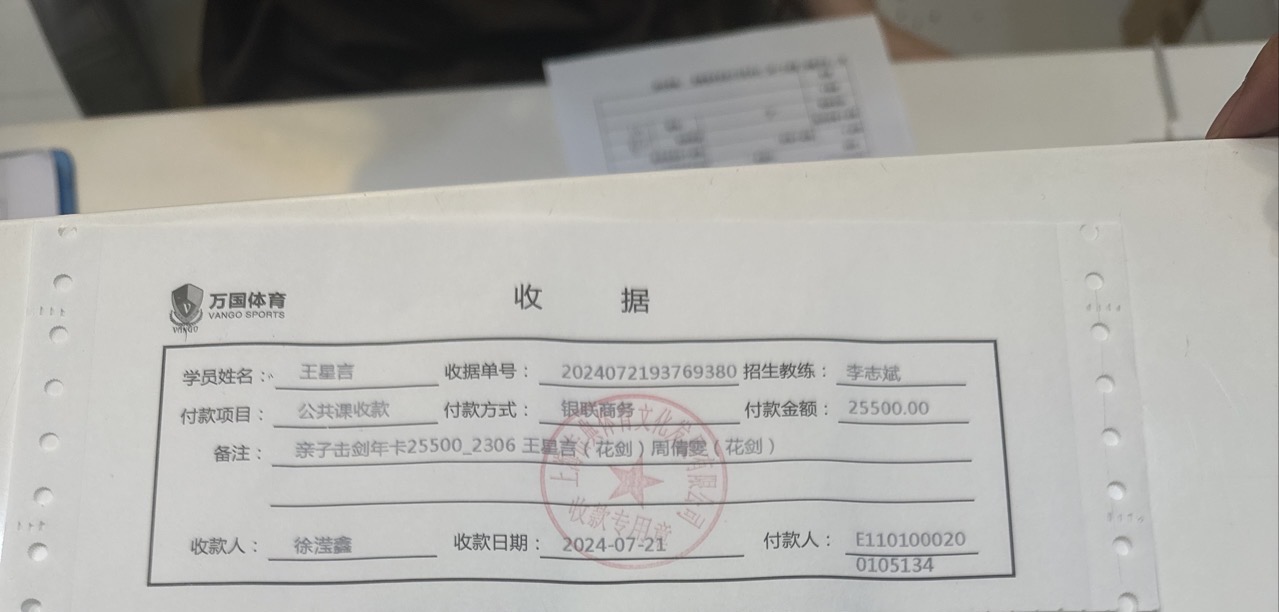 万国体育
VANGO SPORTS
VANGO
收 据
学员姓名: 王星言 收据单号: 2024072193769380 招生教练: 李志斌
付款项目: 公共课收款 付款方式: 银联商务 付款金额: 25500.00
备注: 亲子击剑年卡25500_2306 王星言(花剑)周倩雯(花剑)
收款人: 徐滢鑫 收款日期: 2024-07-21 付款人: E110100020
0105134
收款专用章